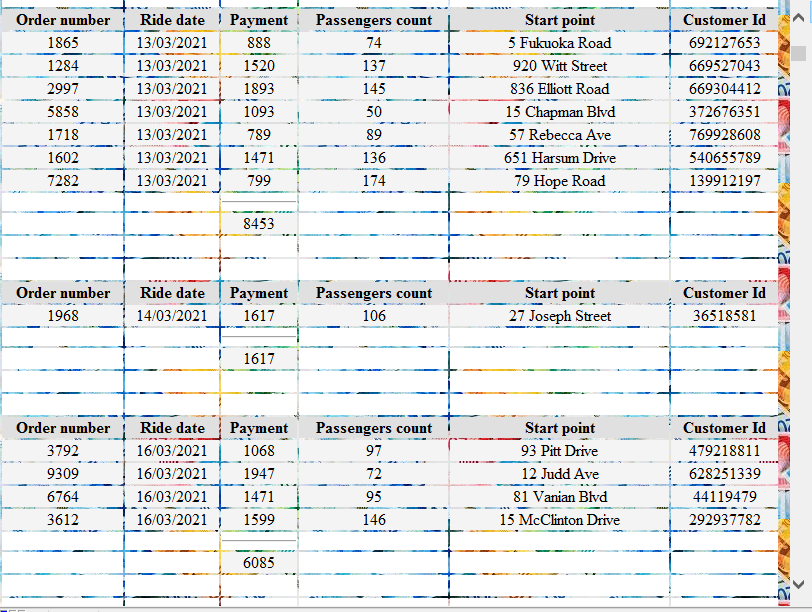 Order number Ride date Payment Passengers count Start point Customer Id
1865 13/03/2021 888 74 5 Fukuoka Road 692127653
1284 13/03/2021 1520 137 920 Witt Street 669527043
2997 13/03/2021 1893 145 836 Elliott Road 669304412
5858 13/03/2021 1093 50 15 Chapman Blvd 372676351
1718 13/03/2021 789 89 57 Rebecca Ave 769928608
1602 13/03/2021 1471 136 651 Harsum Drive 540655789
7282 13/03/2021 799 174 79 Hope Road 139912197
8453
Order number Ride date Payment Passengers count Start point Customer Id
1968 14/03/2021 1617 106 27 Joseph Street 36518581
1617
Order number Ride date Payment Passengers count Start point Customer Id
3792 16/03/2021 1068 97 93 Pitt Drive 479218811
9309 16/03/2021 1947 72 12 Judd Ave 628251339
6764 16/03/2021 1471 95 81 Vanian Blvd 44119479
3612 16/03/2021 1599 146 15 McClinton Drive 292937782
6085